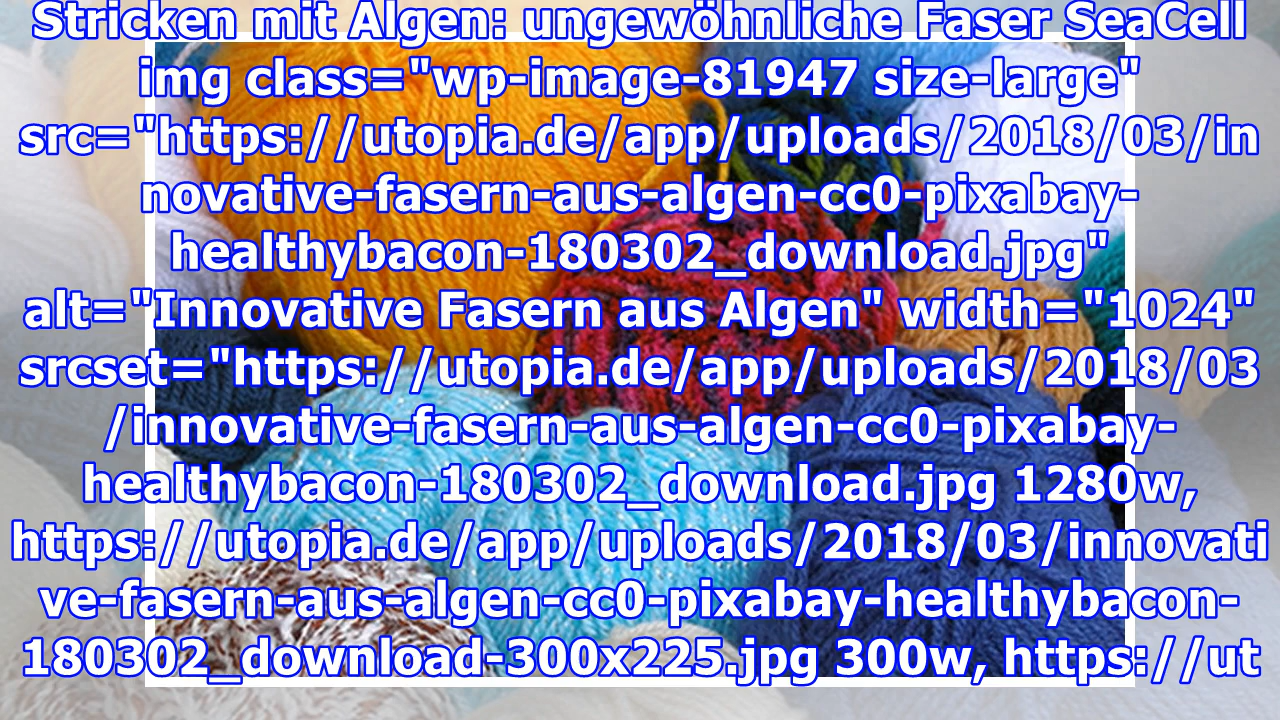 Stricken mit Algen: ungewöhnliche Faser SeaCell
img class="wp-image-81947 size-large"
src="https://utopia.de/app/uploads/2018/03/in
novative-fasern-aus-algen-cc0-pixabay-
healthybacon-180302_download.jpg"
alt="Innovative Fasern aus Algen" width="1024"
srcset="https://utopia.de/app/uploads/2018/03
/innovative-fasern-aus-algen-cc0-pixabay-
healthybacon-180302_download.jpg 1280w,
https://utopia.de/app/uploads/2018/03/innovati
ve-fasern-aus-algen-cc0-pixabay-healthybacon-
180302_download-300x225.jpg 300w, https://ut